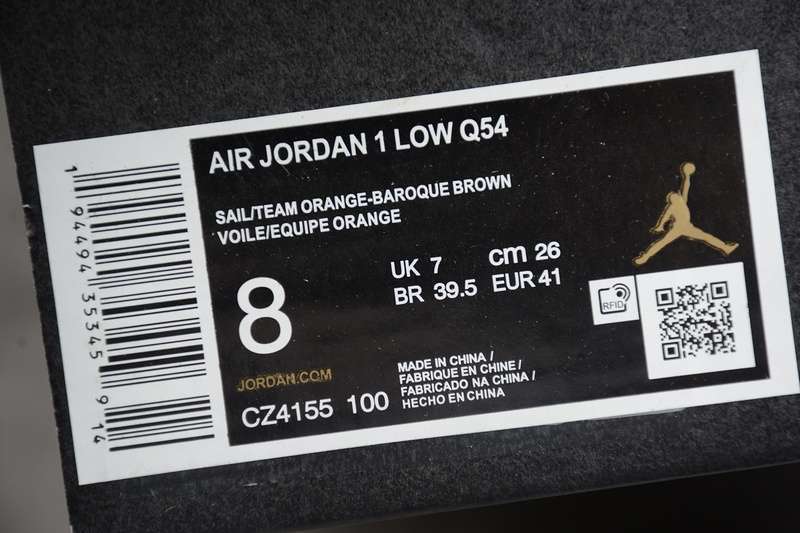 AIR JORDAN 1 LOW Q54
SAIL/TEAM ORANGE-BAROQUE BROWN
VOILE/EQUIPE ORANGE
8
UK 7 cm 26
BR 39.5 EUR 41
RFID
JORDAN.COM
CZ4155 100
MADE IN CHINA /
FABRIQUE EN CHINE /
FABRICADO NA CHINA /
HECHO EN CHINA
1 94494 35345 9 14